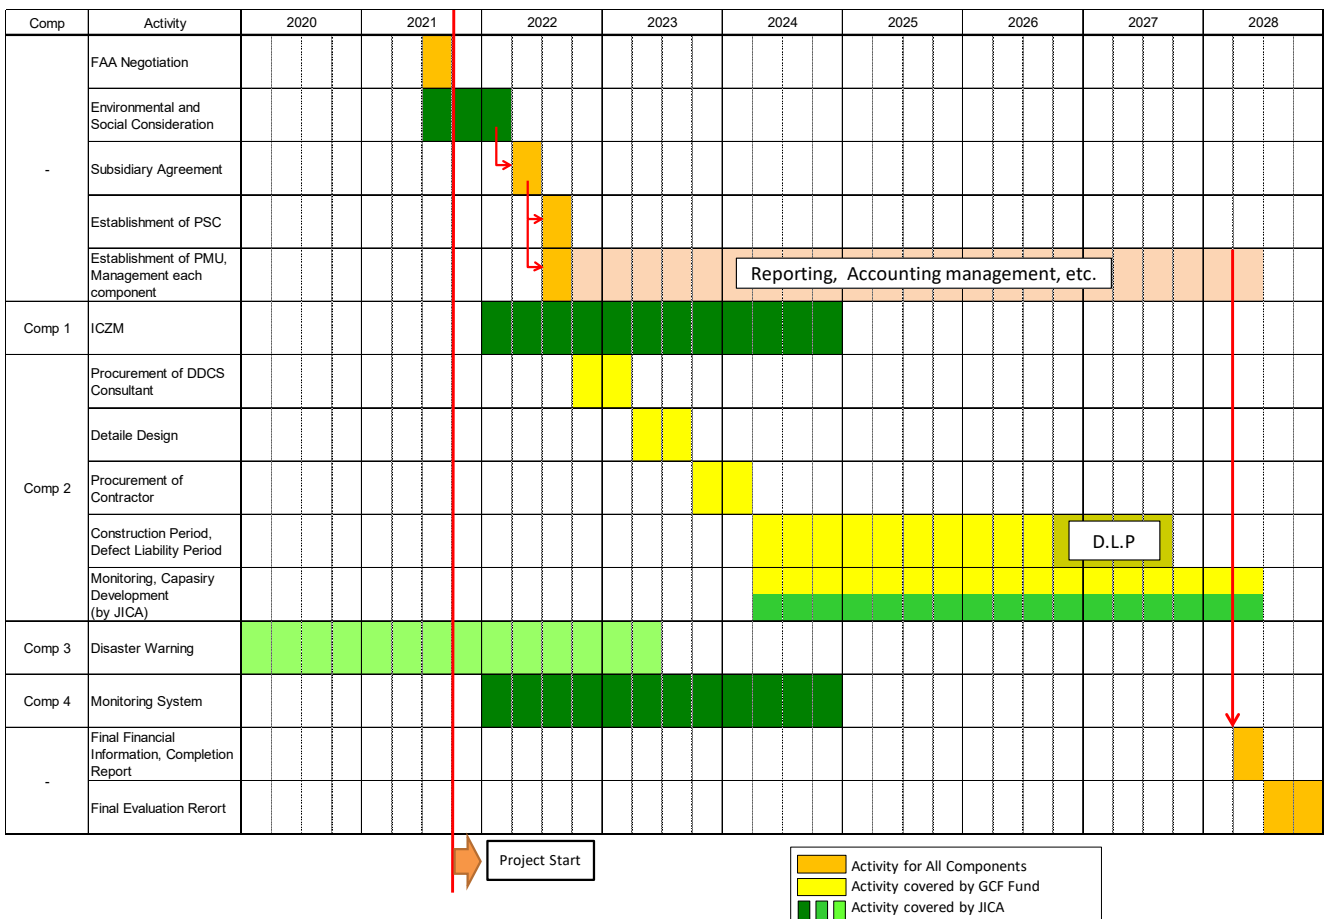 Comp Activity 2020 2021 2022 2023 2024 2025 2026 2027 2028
-
FAA Negotiation
Environmental and
Social Consideration
Subsidiary Agreement
Establishment of PSC
Establishment of PMU,
Management each
component
Reporting, Accounting management, etc.
Comp 1
ICZM
Comp 2
Procurement of DDCS
Consultant
Detaile Design
Procurement of
Contractor
Construction Period,
Defect Liability Period
D.L.P
Monitoring, Capasiry
Development
(by JICA)
Comp 3
Disaster Warning
Comp 4
Monitoring System
-
Final Financial
Information, Completion
Report
Final Evaluation Rerort
Project Start
Activity for All Components
Activity covered by GCF Fund
Activity covered by JICA